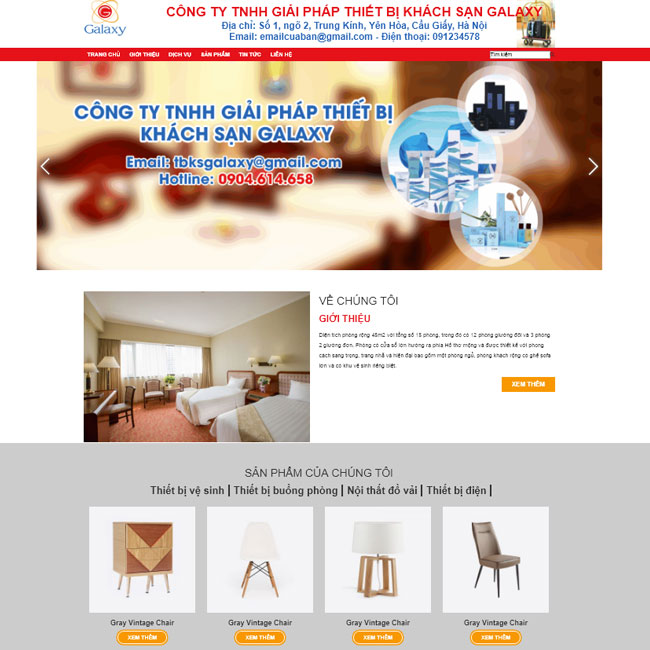 Galaxy
CÔNG TY TNHH GIẢI PHÁP THIẾT BỊ KHÁCH SẠN GALAXY
Địa chỉ: Số 1, ngõ 2, Trung Kính, Yên Hòa, Cầu Giấy, Hà Nội
Email: emailcuaban@gmail.com - Điện thoại: 091234578
TRANG CHỦ GIỚI THIỆU DỊCH VỤ SẢN PHẨM TIN TỨC LIÊN HỆ
Tìm kiếm
CÔNG TY TNHH GIẢI PHÁP THIẾT BỊ
KHÁCH SẠN GALAXY
Email: tbksgalaxy@gmail.com
Hotline: 0904.614.658
VỀ CHÚNG TÔI
GIỚI THIỆU
Diện tích phòng rộng 45m2 với tổng số 15 phòng, trong đó có 12 phòng giường đôi và 3 phòng
2 giường đơn. Phòng có cửa sổ lớn hướng ra phía Hồ thơ mộng và được thiết kế với phong
cách sang trọng, trang nhã và hiện đại bao gồm một phòng ngủ, phòng khách rộng có ghế sofa
lớn và có khu vệ sinh riêng biệt.
XEM THÊM
SẢN PHẨM CỦA CHÚNG TÔI
Thiết bị vệ sinh | Thiết bị buồng phòng | Nội thất đồ vải | Thiết bị điện |
Gray Vintage Chair Gray Vintage Chair Gray Vintage Chair Gray Vintage Chair
XEM THÊM XEM THÊM XEM THÊM XEM THÊM